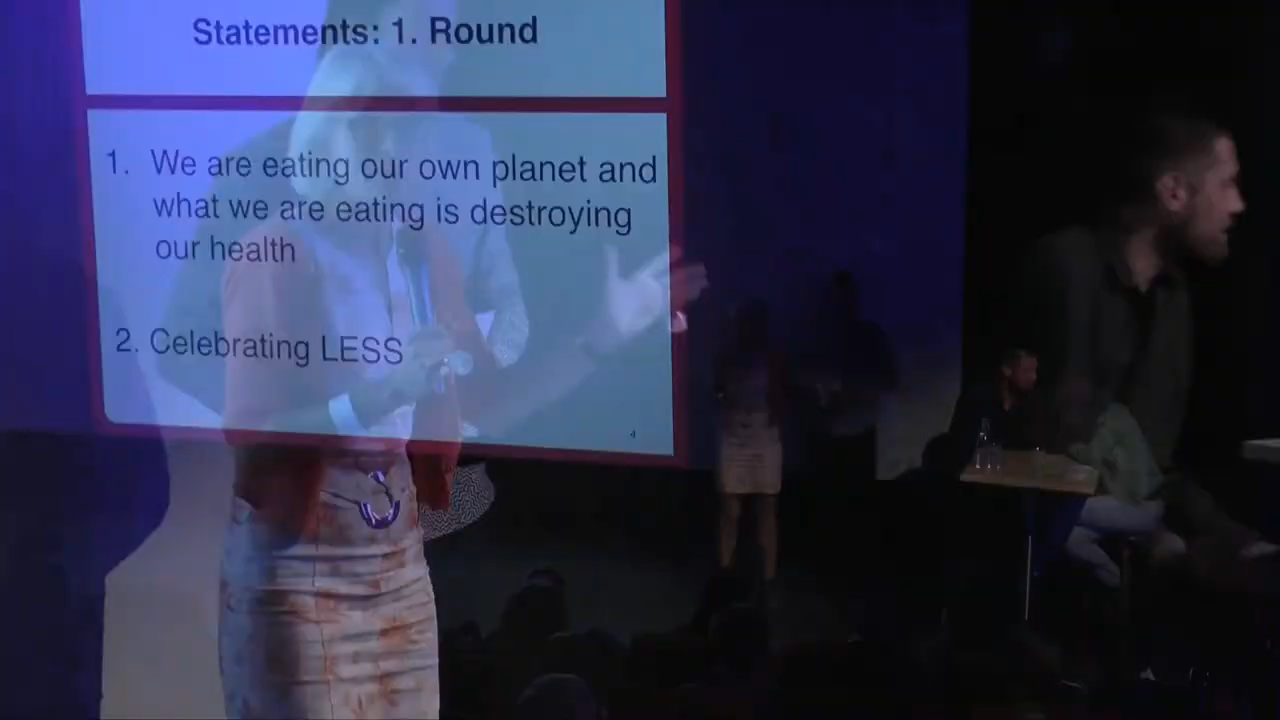 Statements: 1. Round
1. We are eating our own planet and
what we are eating is destroying
our health
2. Celebrating LESS
4